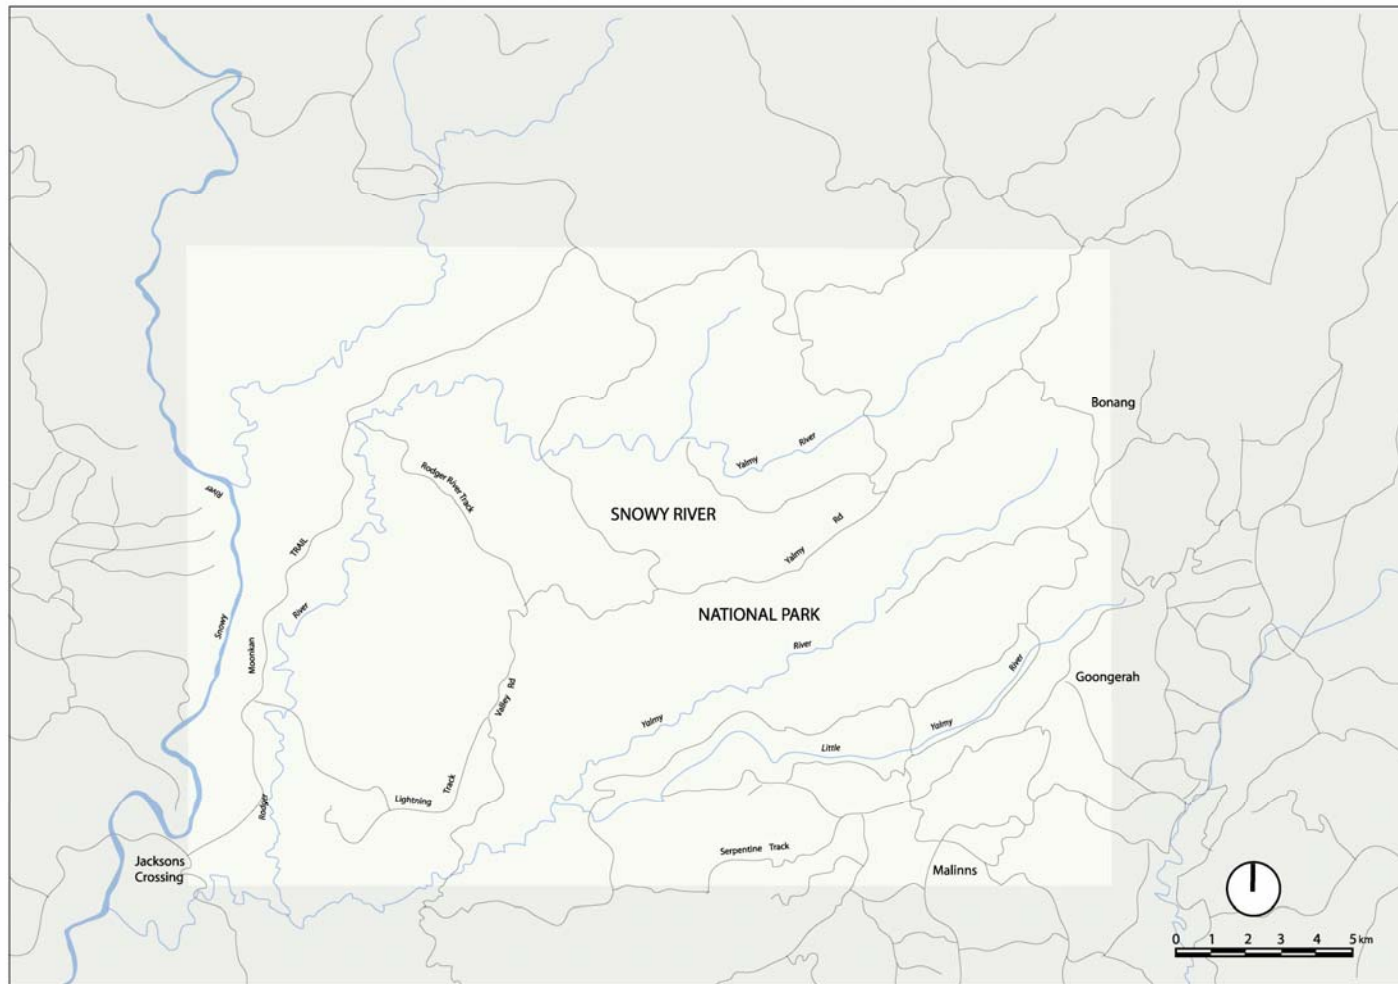 Bonang
Yalmy River
Rodger River Track
River
SNOWY RIVER
Yalmy Rd
TRAIL
River
NATIONAL PARK
Snowy
Moonkan
River
River
Goongerah
Valley Rd
Yalmy
Yalmy
Little
Track
Lightning
Rodger
Serpentine Track
Jacksons
Crossing
Malinns
0 1 2 3 4 5 km